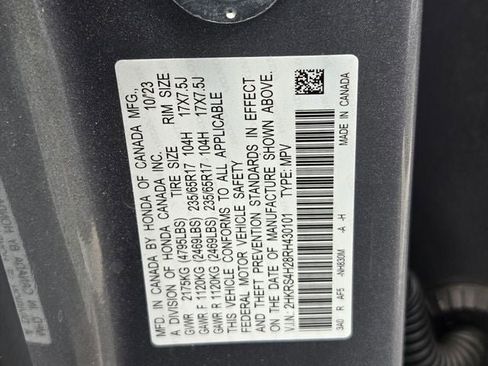 MADE IN CANADA BY HONDA OF CANADA MFG., 10/23
A DIVISION OF HONDA CANADA INC.
TIRE SIZE RIM SIZE
GVWR 2175KG (4795LBS)
GAWR F 1120KG (2469LBS) 235/65R17 104H 17X7.5J
GAWR R 1120KG (2469LBS) 235/65R17 104H 17X7.5J
THIS VEHICLE CONFORMS TO ALL APPLICABLE
FEDERAL MOTOR VEHICLE SAFETY
AND THEFT PREVENTION STANDARDS IN EFFECT
ON THE DATE OF MANUFACTURE SHOWN ABOVE.
V.I.N.: 2HKRS4H28RH430101 TYPE: MPV
3A0 R AF5 -NH830M -A -H MADE IN CANADA